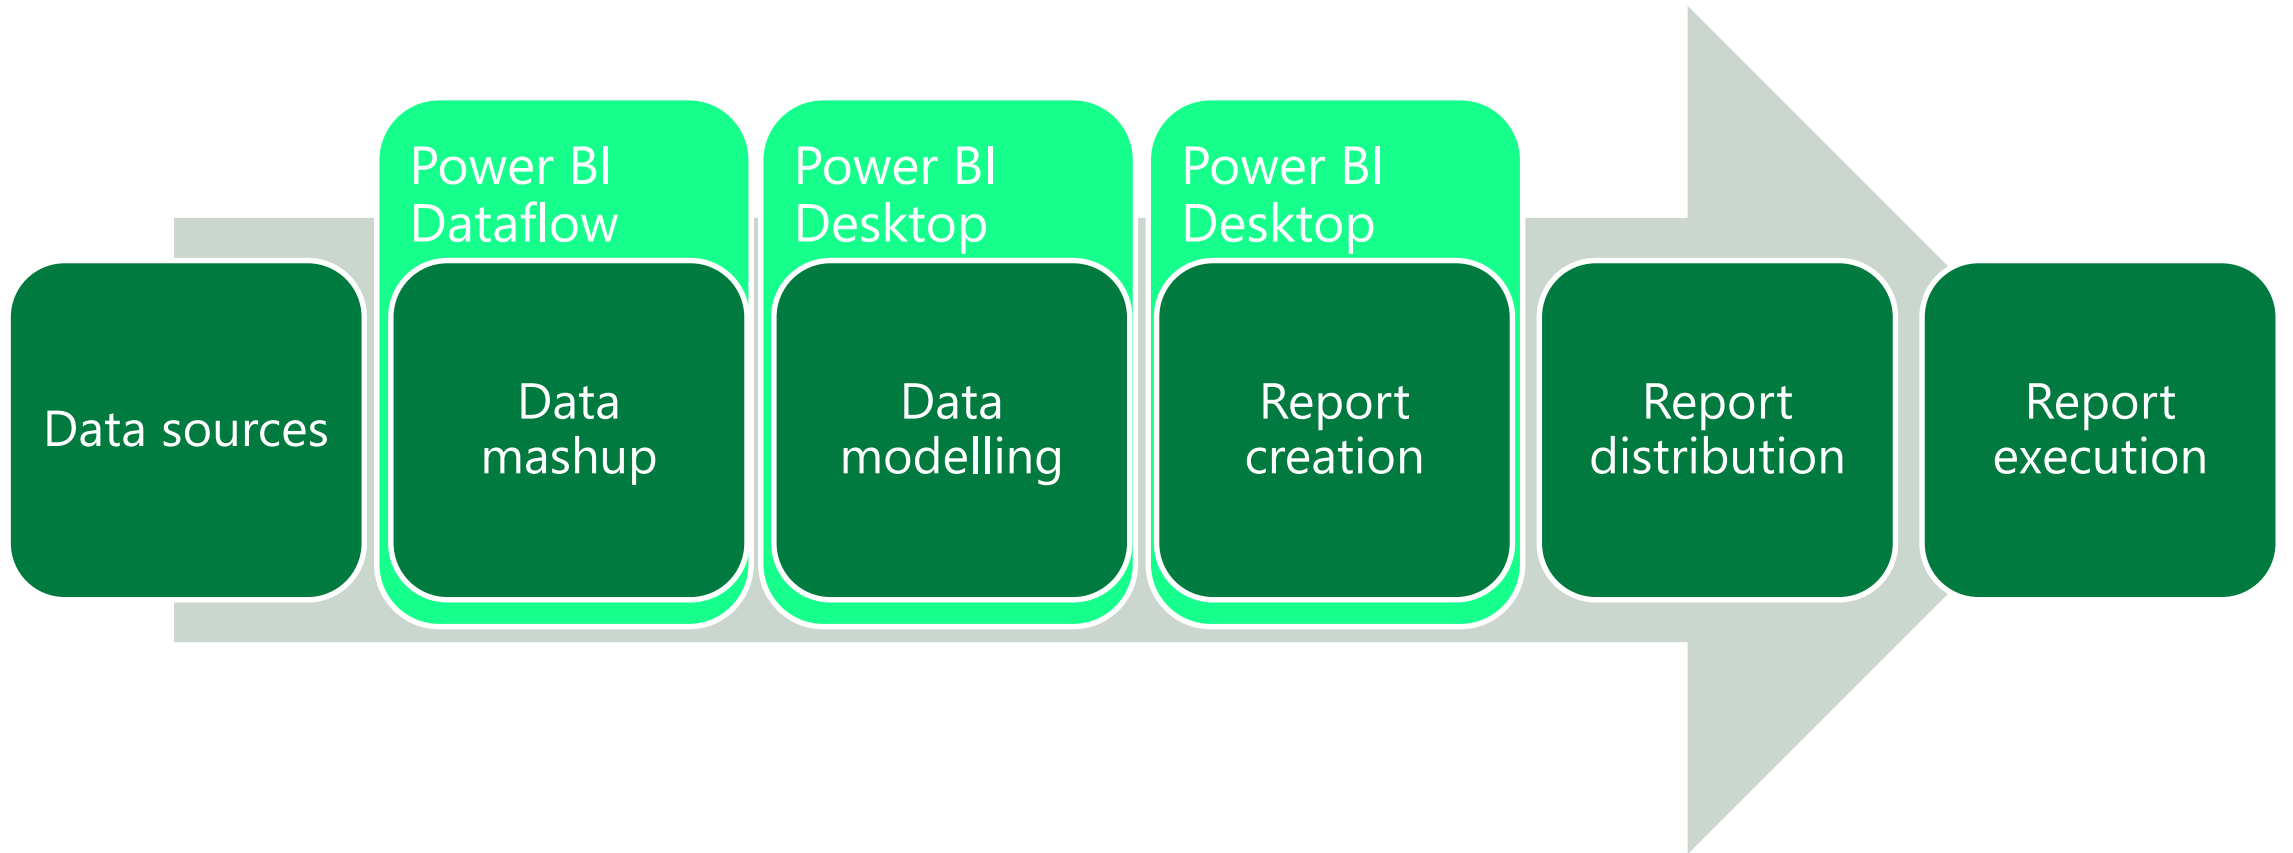 Power BI
Dataflow
Power BI
Desktop
Power BI
Desktop
Data sources
Data
mashup
Data
modelling
Report
creation
Report
distribution
Report
execution